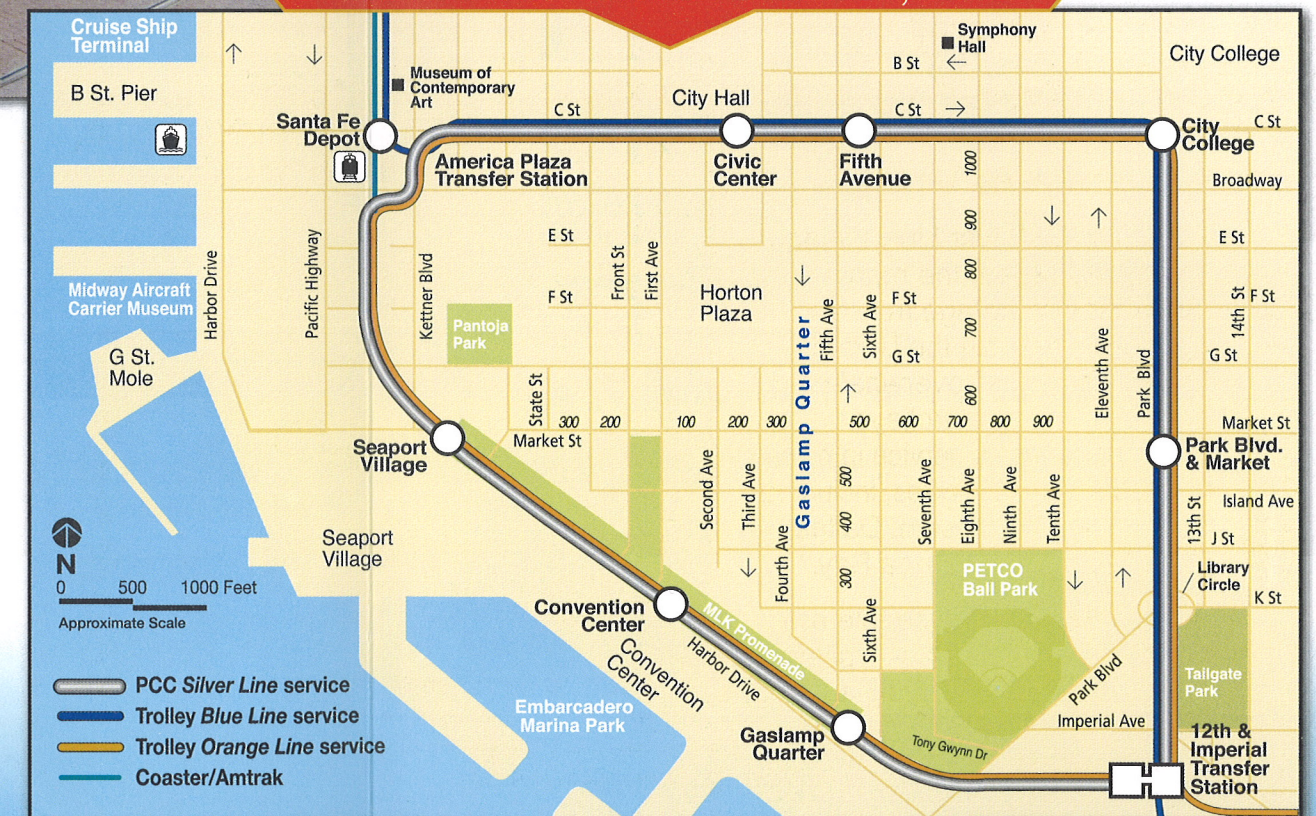 Cruise Ship
Terminal
B St. Pier
Museum of
Contemporary
Art
Santa Fe
Depot
America Plaza
Transfer Station
C St
City Hall
Civic
Center
Fifth
Avenue
C St
B St
Symphony
Hall
City College
City
College
C St
Broadway
E St
F St
14th St
G St
Market St
1000
900
800
700
600
Midway Aircraft
Carrier Museum
G St.
Mole
Harbor Drive
Pacific Highway
Kettner Blvd
Pantoja
Park
E St
F St
Front St
First Ave
Horton
Plaza
Gaslamp Quarter
Fifth Ave
Sixth Ave
F St
G St
Eleventh Ave
Park Blvd
State St
300
200
100
200
300
500
600
700
800
900
Market St
Seaport
Village
Park Blvd.
& Market
Second Ave
Third Ave
Fourth Ave
500
400
300
Sixth Ave
Seventh Ave
Eighth Ave
Ninth Ave
Tenth Ave
13th St
Island Ave
J St
Library
Circle
K St
Seaport
Village
N
0 500 1000 Feet
Approximate Scale
Convention
Center
MLK Promenade
Harbor Drive
Convention
Center
PETCO
Ball Park
Tailgate
Park
Park Blvd
Imperial Ave
Embarcadero
Marina Park
Gaslamp
Quarter
Tony Gwynn Dr
12th &
Imperial
Transfer
Station
PCC Silver Line service
Trolley Blue Line service
Trolley Orange Line service
Coaster/Amtrak